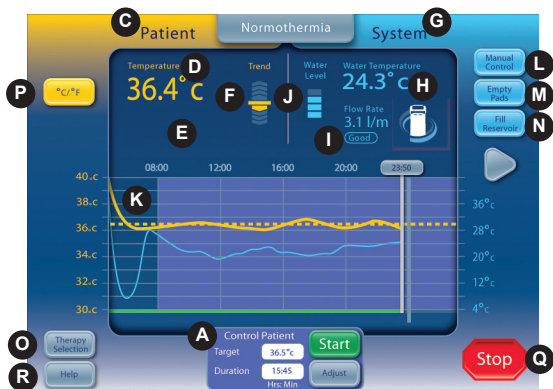 C
Patient
Normothermia
System
G
Temperature
D
36.4°c
Trend
F
E
Water
Level
J
Water Temperature
24.3°c
H
Flow Rate
3.1 l/m
Good
I
P
°C/°F
Manual
Control
L
Empty
Pads
M
Fill
Reservoir
N
08:00
12:00
16:00
20:00
23:50
K
40.c
38.c
36.c
34.c
32.c
30.c
36°c
28°c
20°c
12°c
4°c
O
Therapy
Selection
R
Help
A
Control Patient
Target
36.5°c
Start
Duration
15:45
Hrs: Min
Adjust
Stop
Q